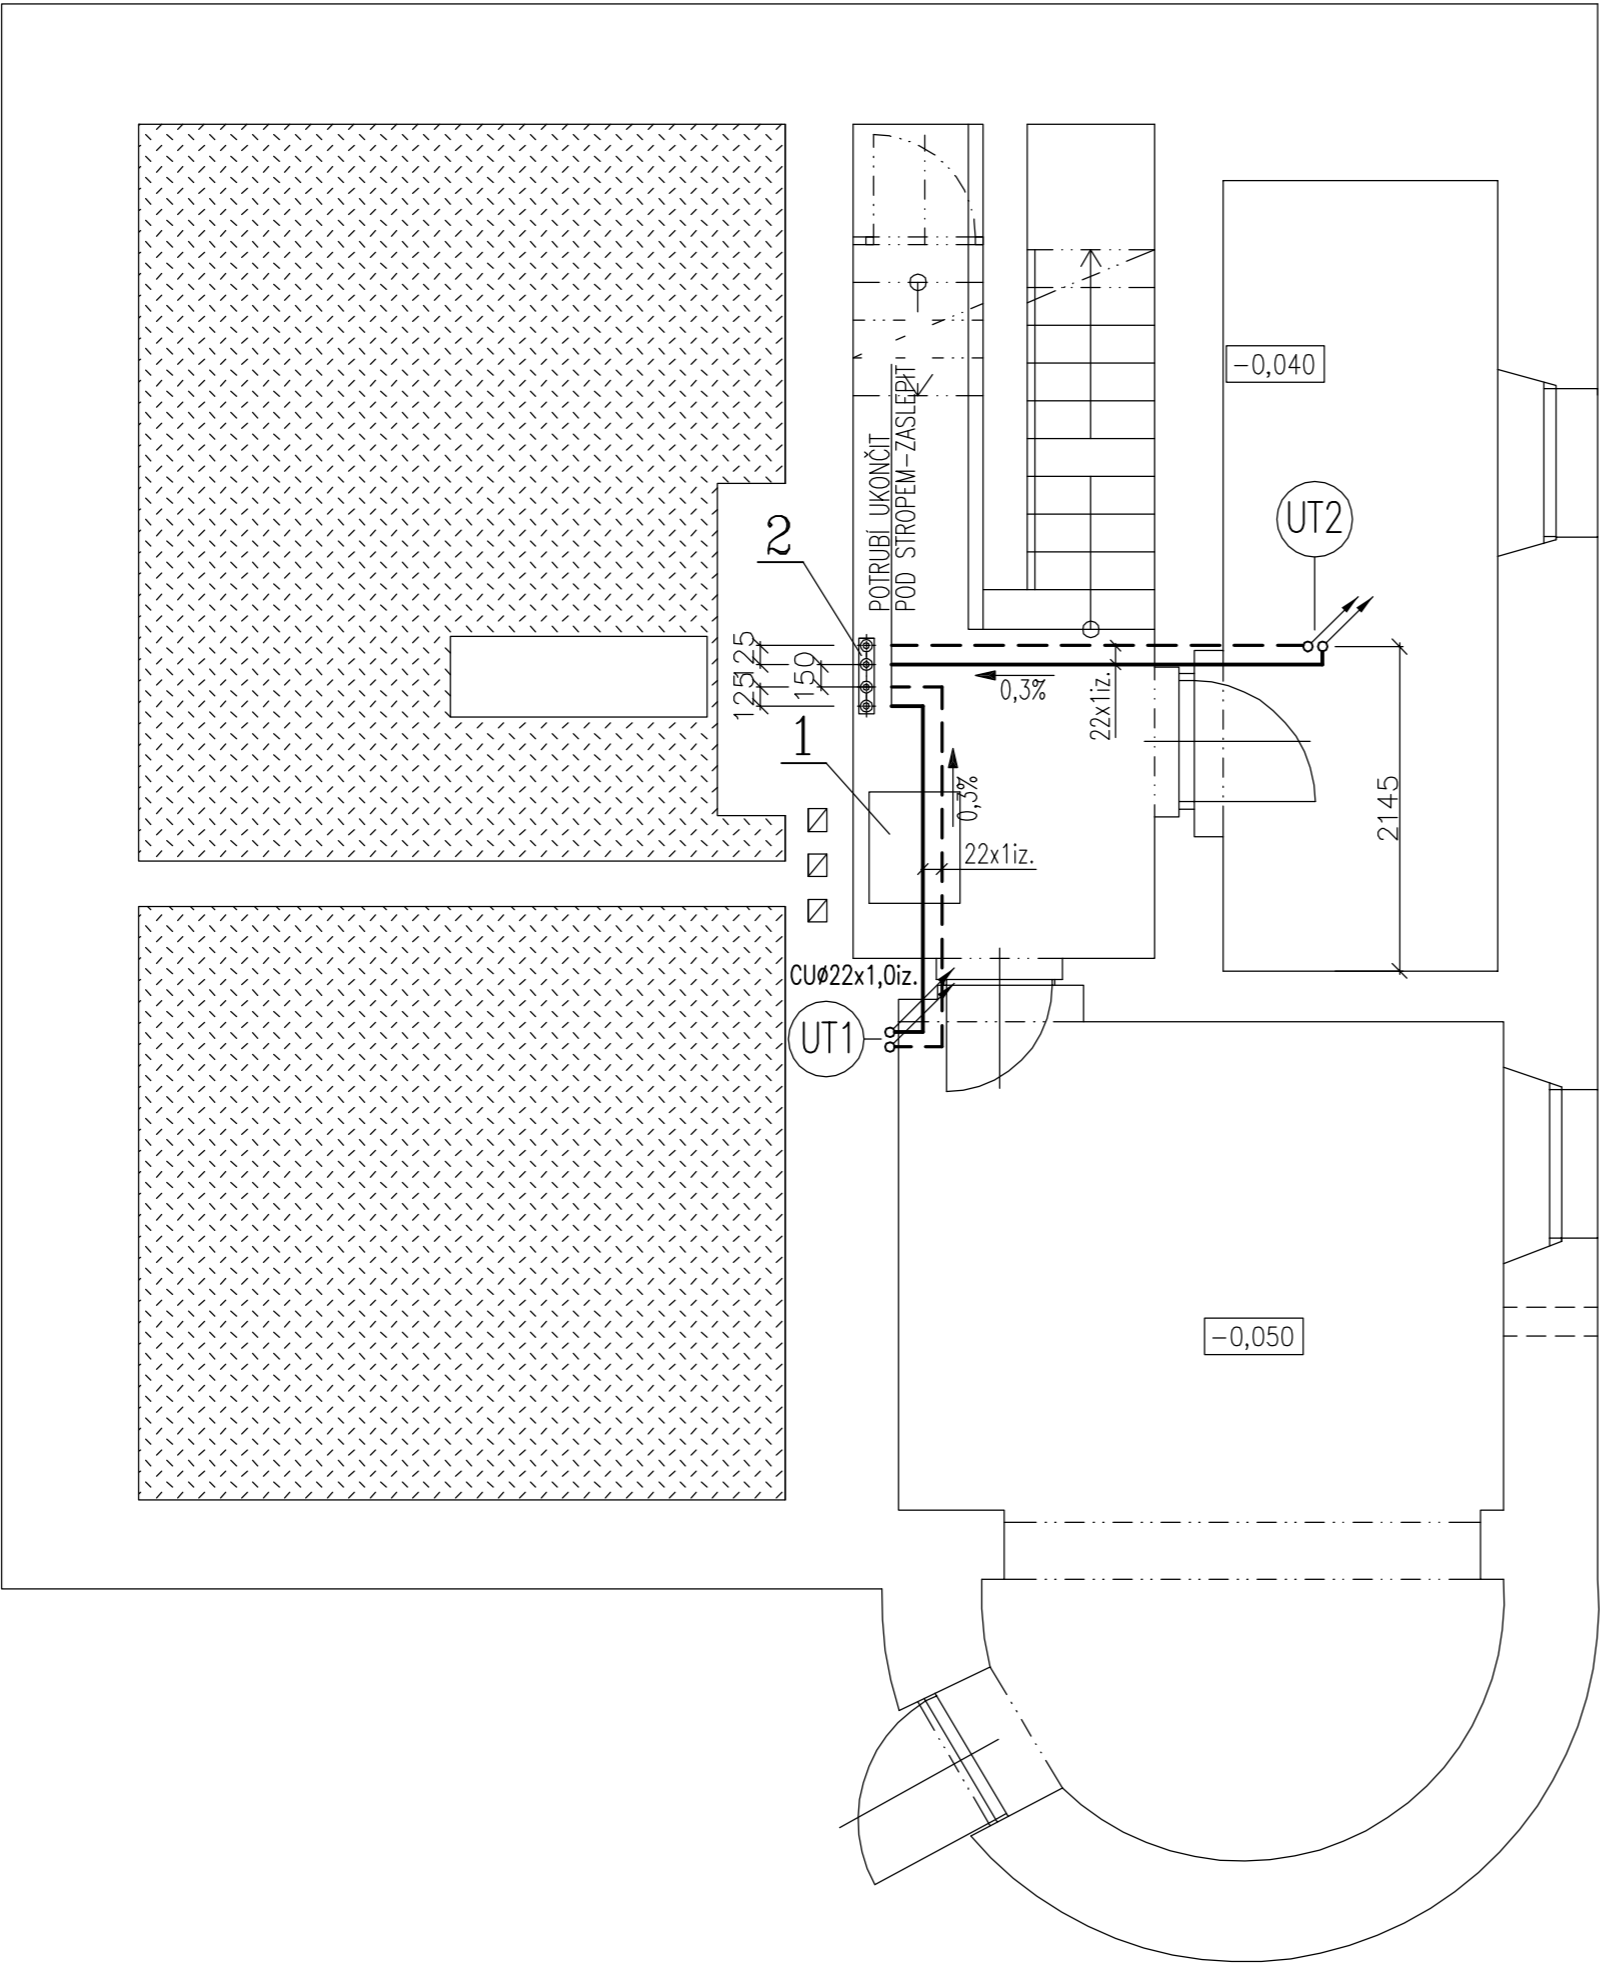 -0,040
POTRUBÍ UKONČIT
POD STROPEM-ZASLEPIT
UT2
2
125
150
125
0,3%
22x1iz.
1
0,3%
2145
22x1iz.
CUø22x1,0iz.
UT1
-0,050